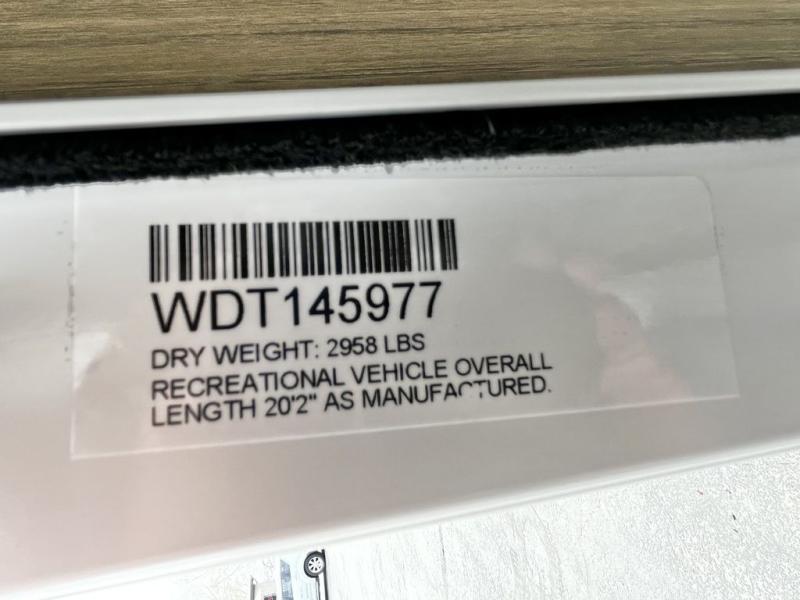 WDT145977
DRY WEIGHT: 2958 LBS
RECREATIONAL VEHICLE OVERALL
LENGTH 20'2" AS MANUFACTURED.